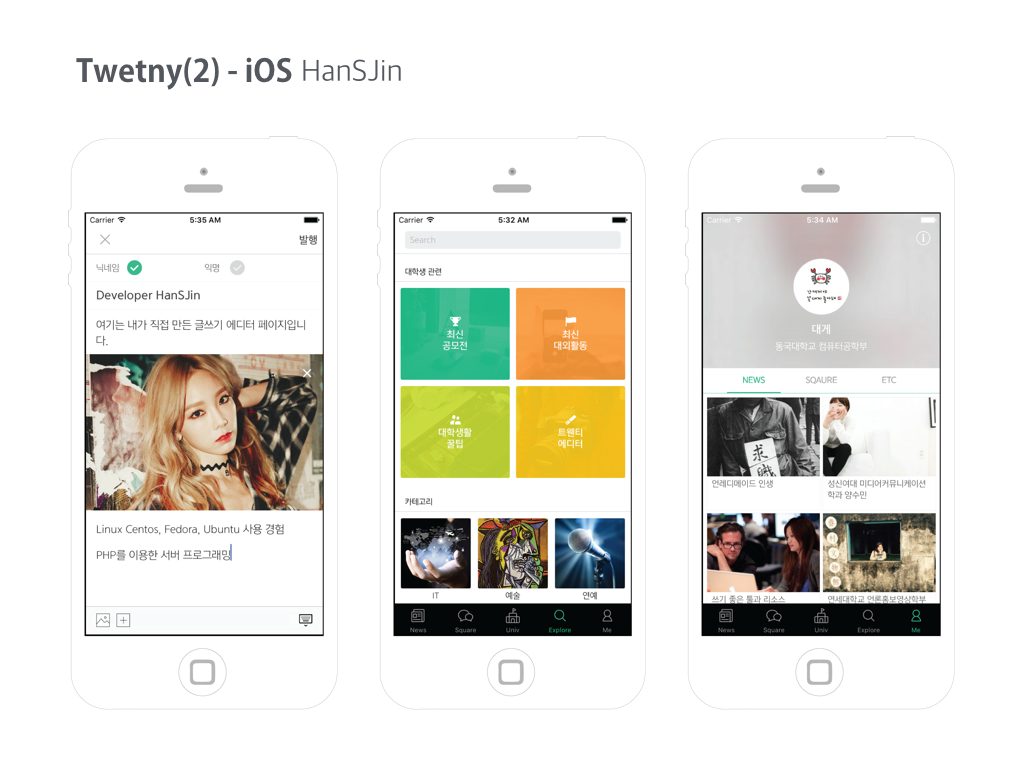 Twetny(2) - iOS HanSJin
Carrier 5:35 AM
발행
닉네임 익명
Developer HanSJin
여기는 내가 직접 만든 글쓰기 에디터 페이지입니
다.
Linux Centos, Fedora, Ubuntu 사용 경험
PHP를 이용한 서버 프로그래밍
Carrier 5:32 AM
Search
대학생 관련
최신
공모전
최신
대외활동
대학생활
꿀팁
트웬티
에디터
카테고리
IT 예술 연예
News Square Univ Explore Me
Carrier 5:34 AM
대게
동국대학교 컴퓨터공학부
NEWS SQAURE ETC
求
職
언레디메이드 인생
성신여대 미디어커뮤니케이션
학과 양수민
쓰기 좋은 툴과 리소스
연세대학교 언론홍보영상학부
News Square Univ Explore Me